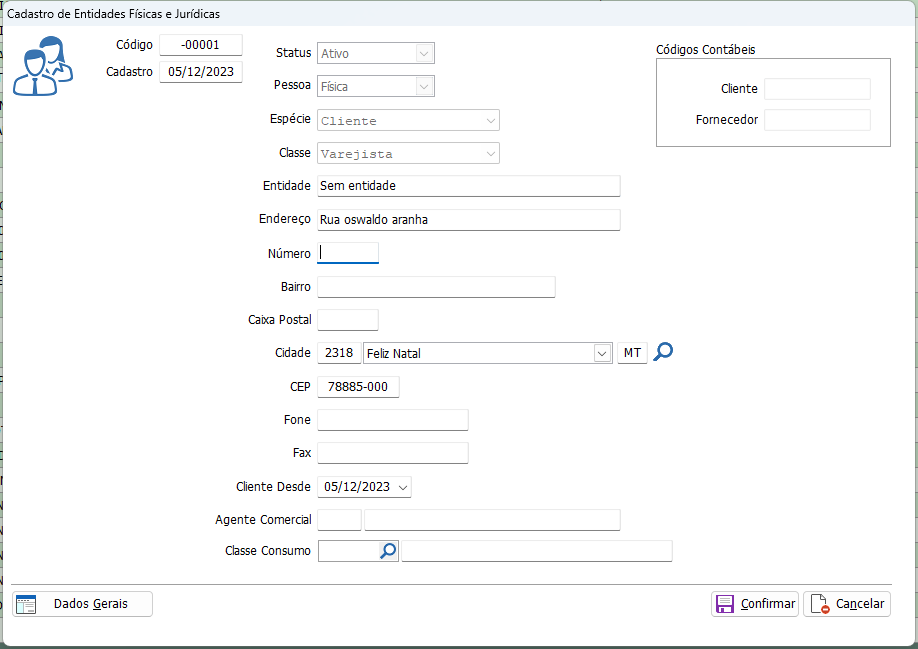 Cadastro de Entidades Físicas e Jurídicas
Código -00001
Cadastro 05/12/2023
Status Ativo
Pessoa Física
Espécie Cliente
Classe Varejista
Entidade Sem entidade
Endereço Rua oswaldo aranha
Número
Bairro
Caixa Postal
Cidade 2318 Feliz Natal MT
CEP 78885-000
Fone
Fax
Cliente Desde 05/12/2023
Agente Comercial
Classe Consumo
Códigos Contábeis
Cliente
Fornecedor
Dados Gerais
Confirmar
Cancelar